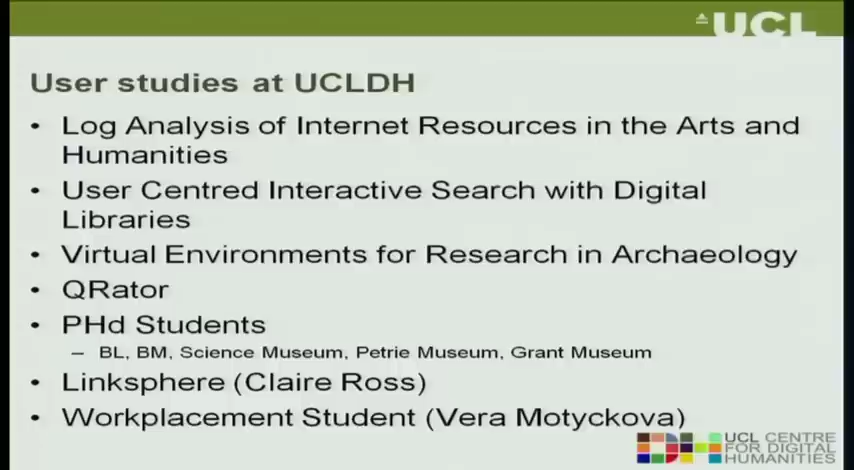 UCL
User studies at UCLDH
• Log Analysis of Internet Resources in the Arts and
Humanities
• User Centred Interactive Search with Digital
Libraries
• Virtual Environments for Research in Archaeology
• QRator
• PHd Students
– BL, BM, Science Museum, Petrie Museum, Grant Museum
• Linksphere (Claire Ross)
• Workplacement Student (Vera Motyckova)
UCL CENTRE
FOR DIGITAL
HUMANITIES